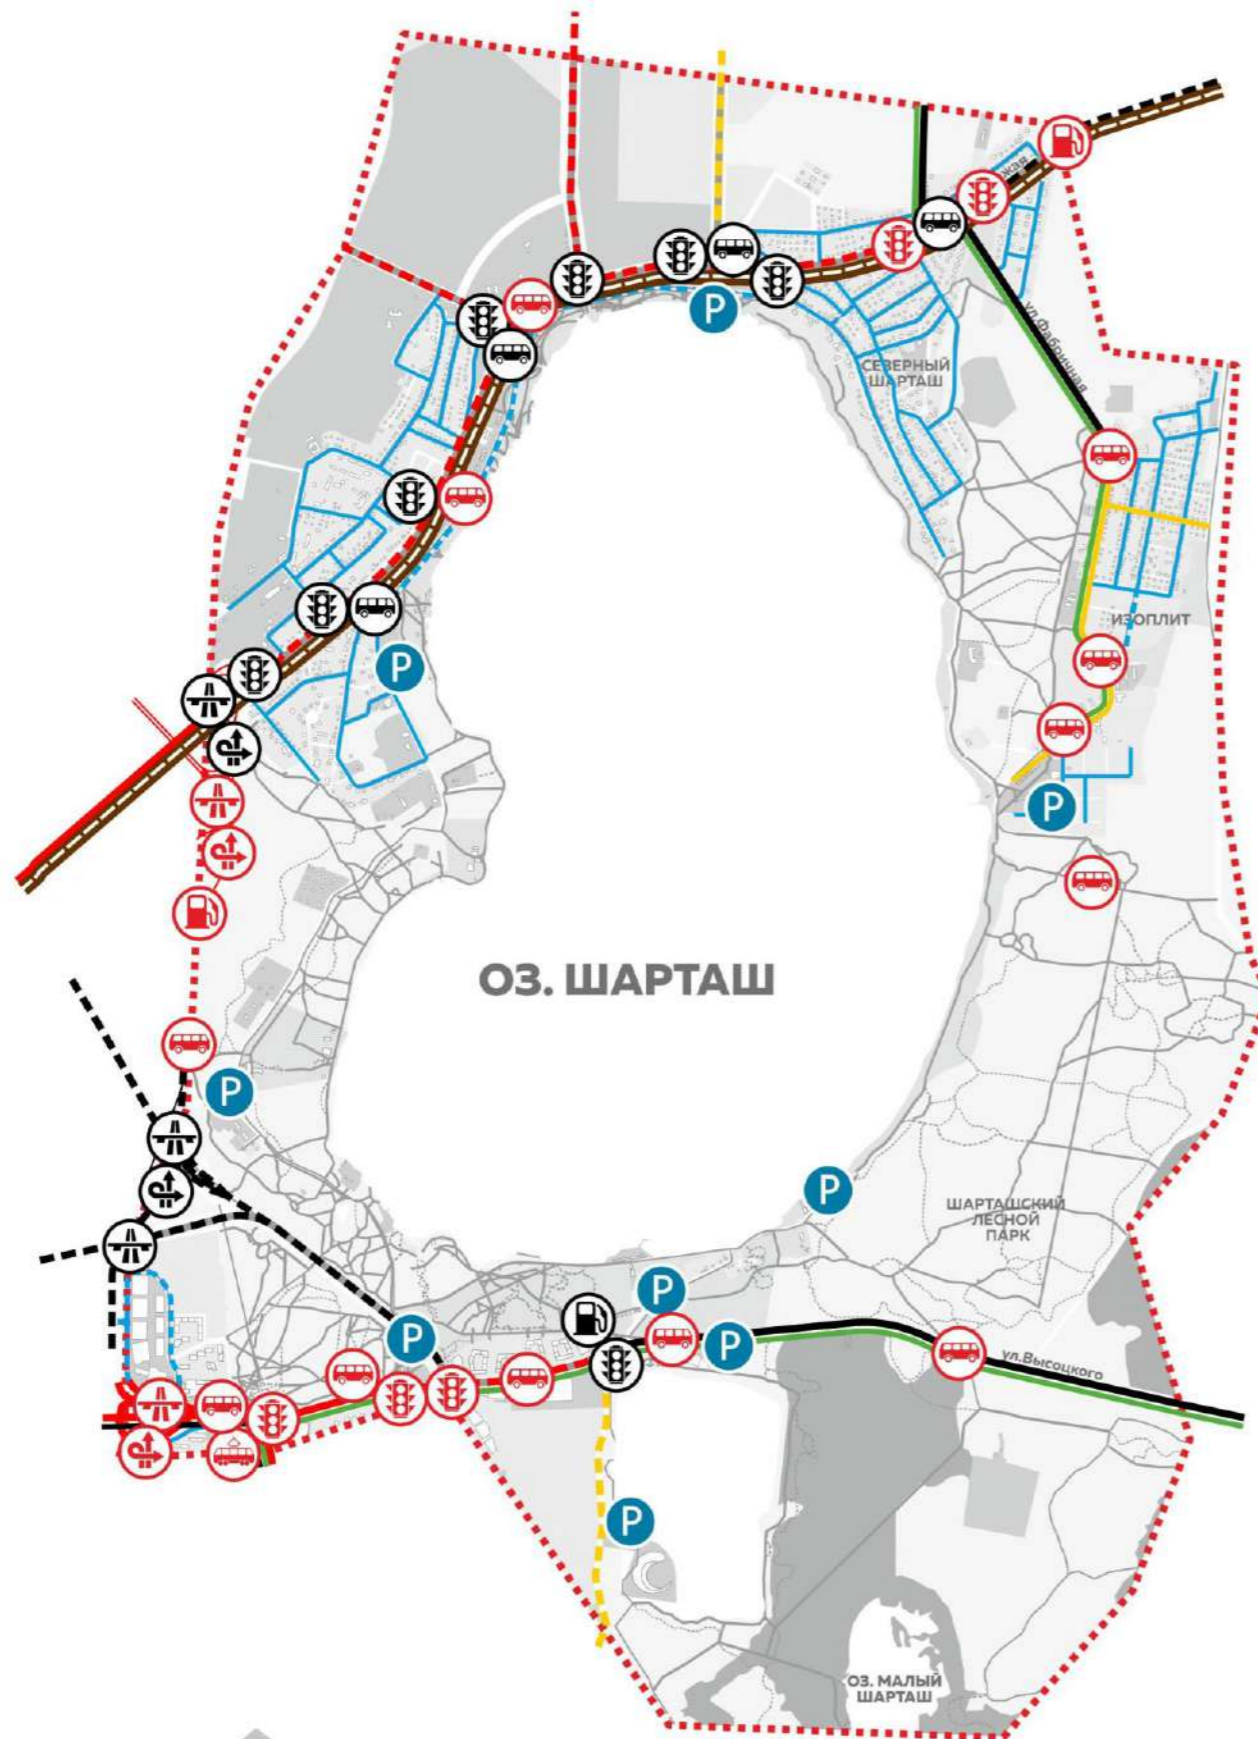 ул.Фабричная
СЕВЕРНЫЙ
ШАРТАШ
ИЗОПЛИТ
P
P
P
ОЗ. ШАРТАШ
P
P
ШАРТАШСКИЙ
ЛЕСНОЙ
ПАРК
P
P
P
ул.Высоцкого
P
ОЗ. МАЛЫЙ
ШАРТАШ